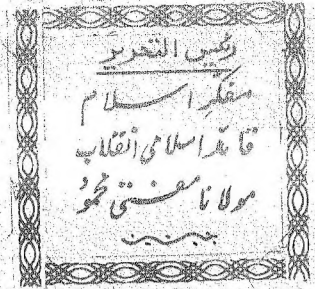 رئیس التحریر
مفکرِ اسلام
قائد اسلامی انقلاب
مولانا مفتی محمود